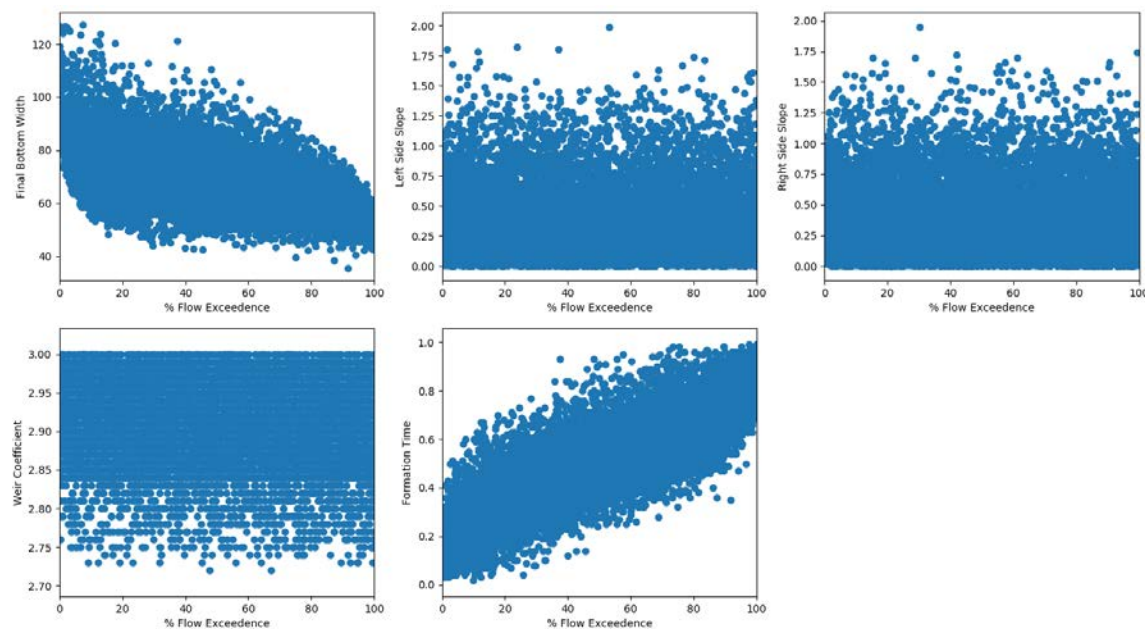 Final Bottom Width
120
100
80
60
40
0 20 40 60 80 100
% Flow Exceedence
Left Side Slope
2.00
1.75
1.50
1.25
1.00
0.75
0.50
0.25
0.00
0 20 40 60 80 100
% Flow Exceedence
Right Side Slope
2.00
1.75
1.50
1.25
1.00
0.75
0.50
0.25
0.00
0 20 40 60 80 100
% Flow Exceedence
Weir Coefficient
3.00
2.95
2.90
2.85
2.80
2.75
2.70
0 20 40 60 80 100
% Flow Exceedence
Formation Time
1.0
0.8
0.6
0.4
0.2
0.0
0 20 40 60 80 100
% Flow Exceedence